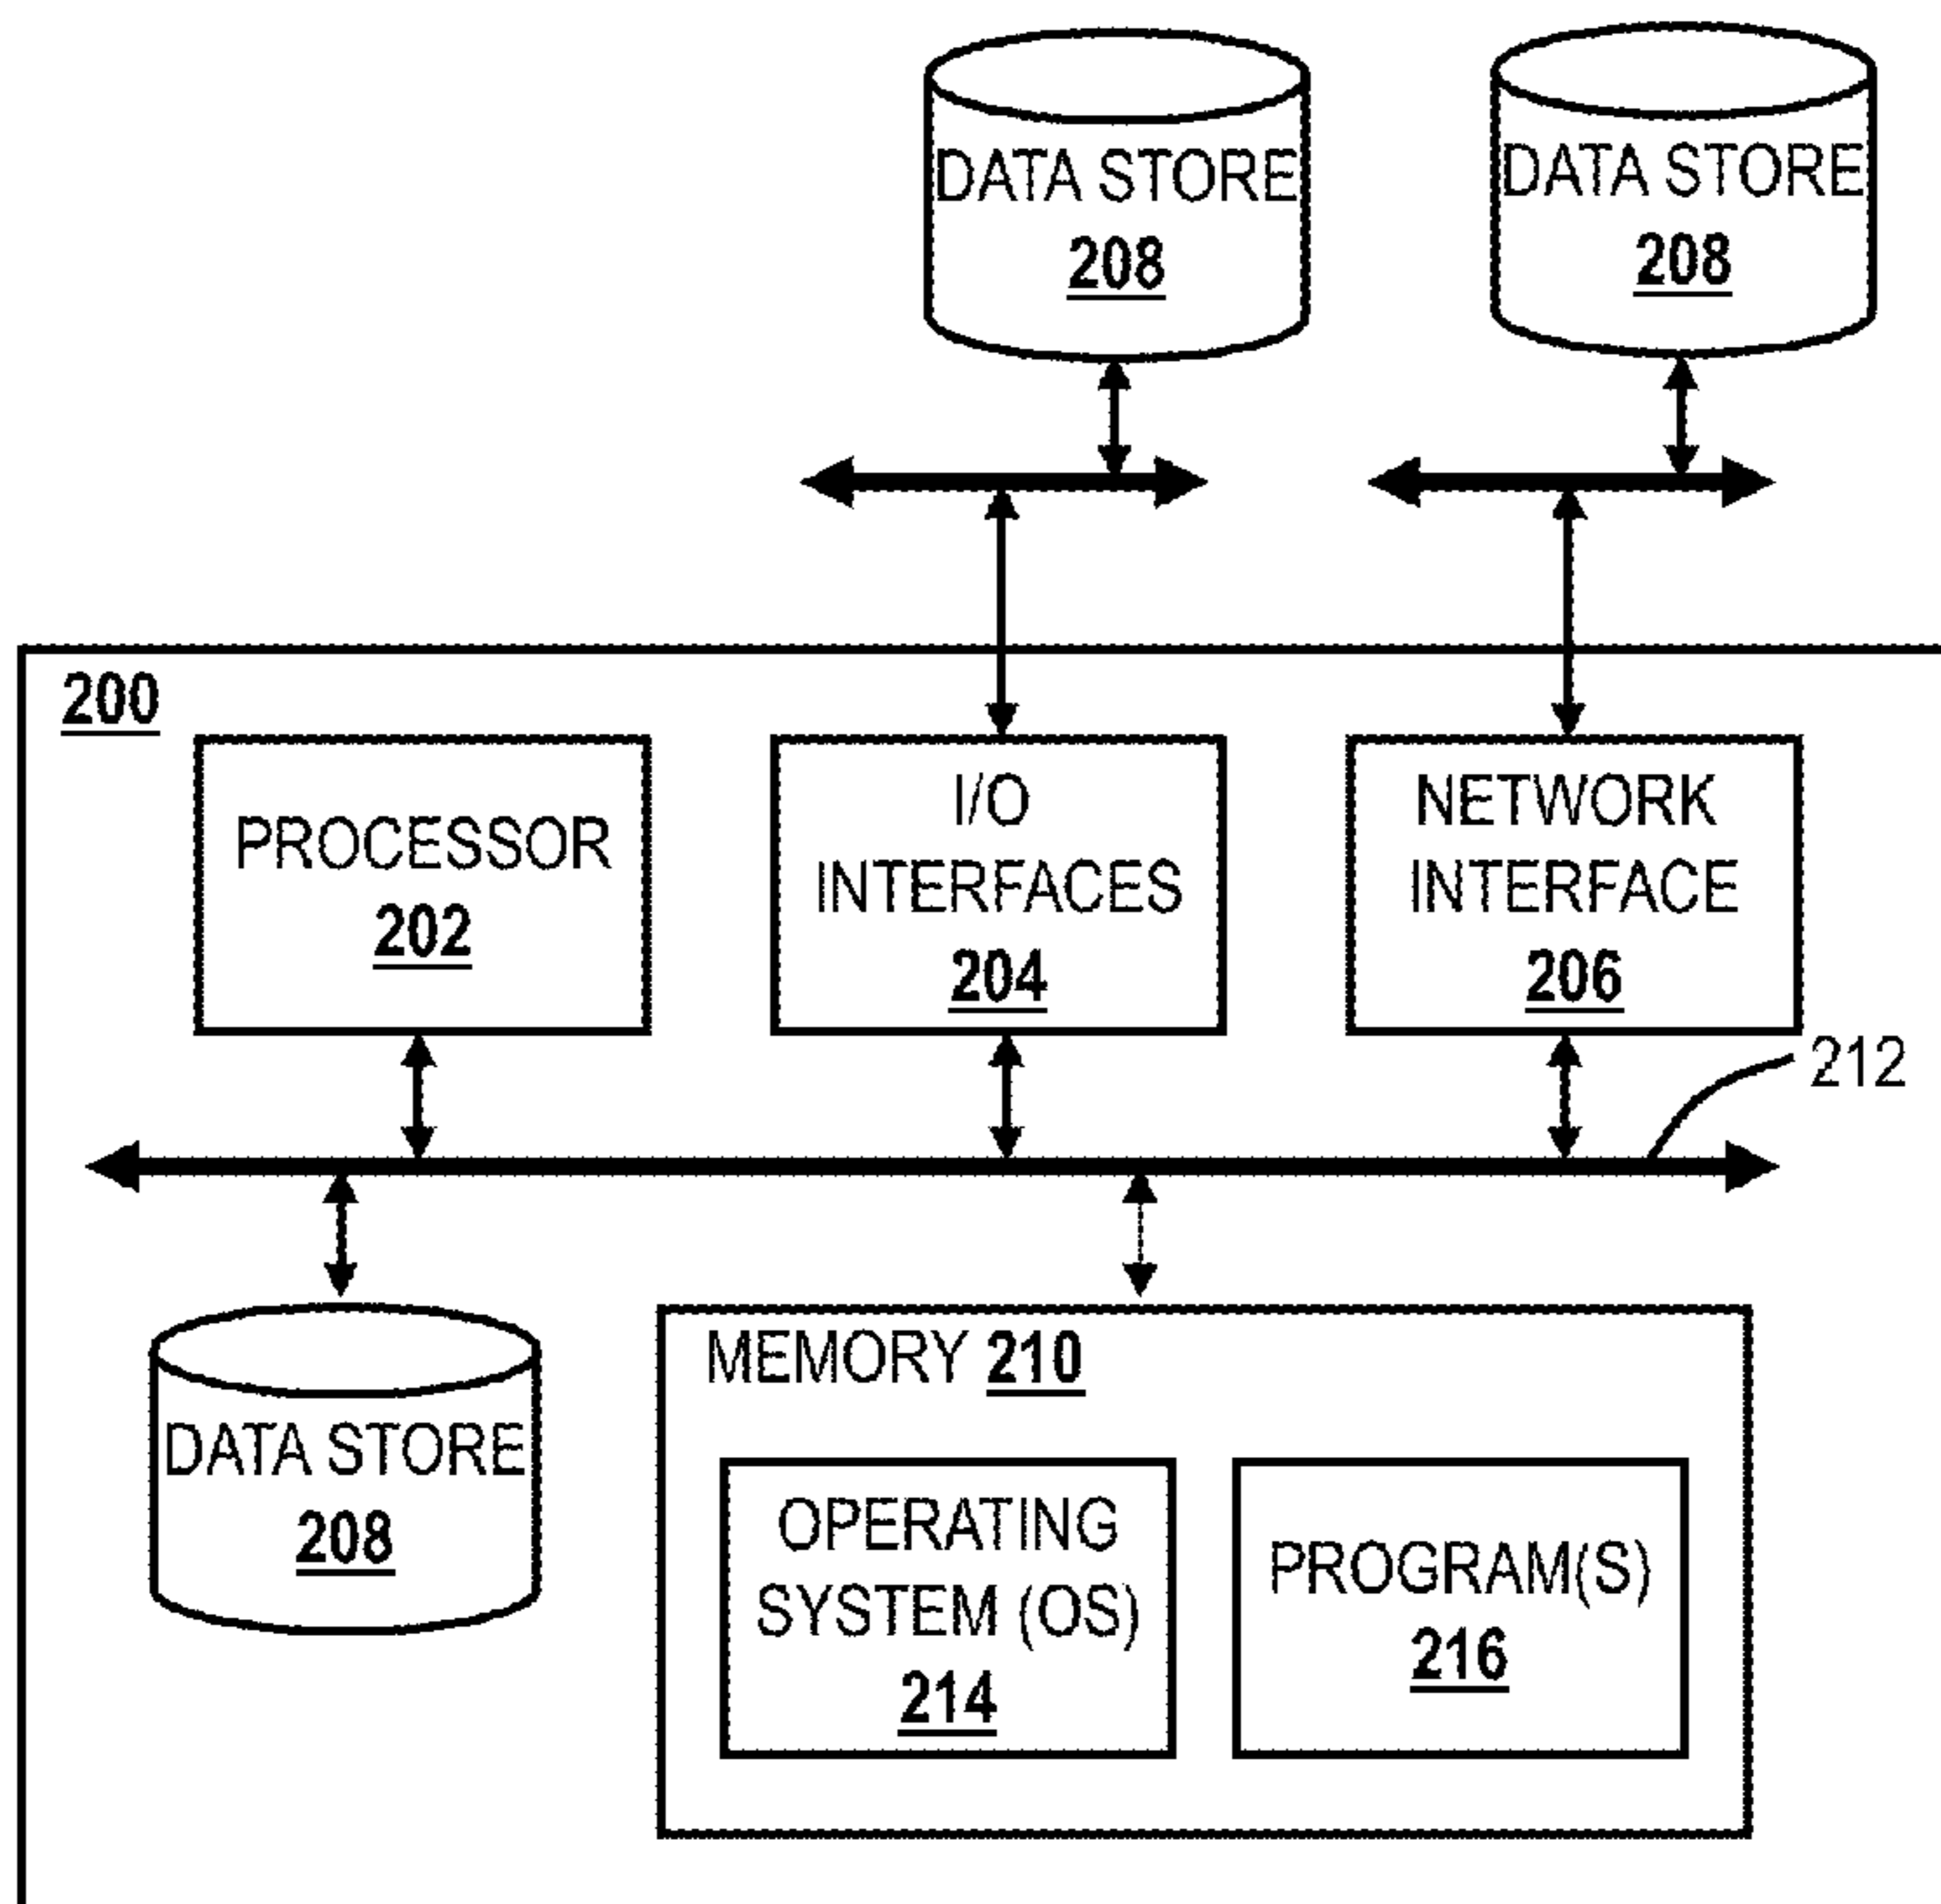 DATA STORE
208
DATA STORE
208
200
PROCESSOR
202
I/O
INTERFACES
204
NETWORK
INTERFACE
206
212
DATA STORE
208
MEMORY 210
OPERATING
SYSTEM (OS)
214
PROGRAM(S)
216